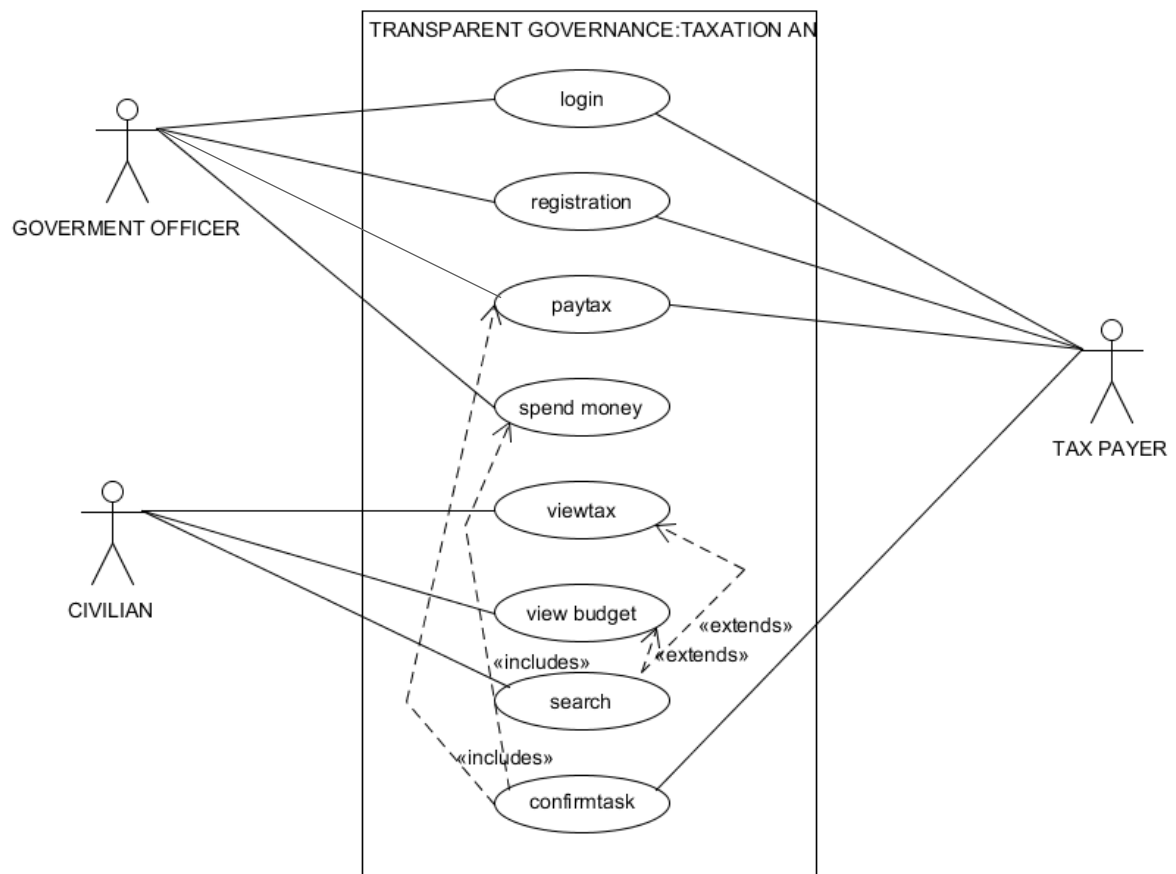 TRANSPARENT GOVERNANCE:TAXATION AN
login
registration
GOVERMENT OFFICER
paytax
spend money
TAX PAYER
viewtax
CIVILIAN
view budget
«extends»
«extends»
«includes»
search
«includes»
confirmtask